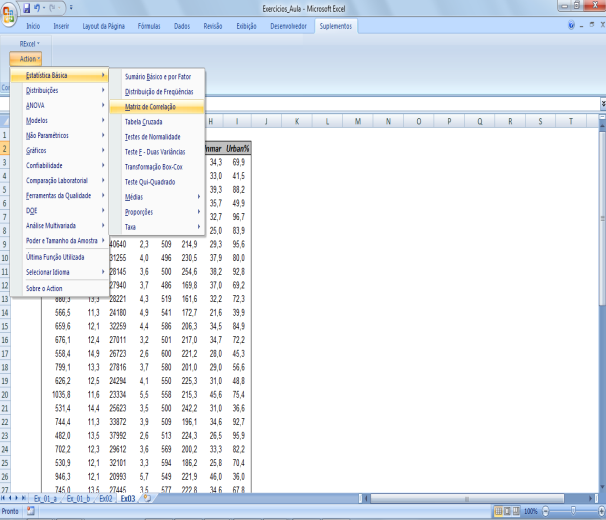 Exercicios_Aula - Microsoft Excel
Início Inserir Layout da Página Fórmulas Dados Revisão Exibição Desenvolvedor Suplementos
RExcel
Action
Estatística Básica
Distribuições
ANOVA
Modelos
Não Paramétricos
Gráficos
Confiabilidade
Comparação Laboratorial
Ferramentas da Qualidade
DOE
Análise Multivariada
Poder e Tamanho da Amostra
Última Função Utilizada
Selecionar Idioma
Sobre o Action
Sumário Básico e por Fator
Distribuição de Freqüências
Matriz de Correlação
Tabela Cruzada
Testes de Normalidade
Teste F - Duas Variâncias
Transformação Box-Cox
Teste Qui-Quadrado
Médias
Proporções
Taxa
H I J K L M N O P Q R S T
1
2 Urban%
3 34,3 69,9
4 33,0 41,5
5 39,3 88,2
6 35,7 49,9
7 32,7 96,7
8 25,0 83,9
9 40640 2,3 509 214,9 29,3 95,6
10 31255 4,0 496 230,5 37,9 80,0
11 28145 3,6 500 254,6 38,2 92,8
12 27940 3,7 486 169,8 37,0 69,2
13 880,3 13,3 28221 4,3 519 161,6 32,2 72,3
14 566,5 11,3 24180 4,9 541 172,7 21,6 39,9
15 659,6 12,1 32259 4,4 586 206,3 34,5 84,9
16 676,1 12,4 27011 3,2 501 217,0 34,7 72,2
17 558,4 14,9 26723 2,6 600 221,2 28,0 45,3
18 799,1 13,3 27816 3,7 580 201,0 29,0 56,6
19 626,2 12,5 24294 4,1 550 225,3 31,0 48,8
20 1035,8 11,6 23334 5,5 558 215,3 45,6 75,4
21 531,4 14,4 25623 3,5 500 242,2 31,0 36,6
22 744,4 11,3 33872 3,9 509 196,1 34,6 92,7
23 482,0 13,5 37992 2,6 513 224,3 26,5 95,9
24 702,2 12,3 29612 3,6 569 200,2 33,3 82,2
25 530,9 12,1 32101 3,3 594 186,2 25,8 70,4
26 946,3 12,1 20993 5,7 549 221,9 46,0 36,0
27 745,0 13,5 27445 3,5 577 222,8 34,6 67,8
Ex_01_a Ex_01_b Ex02 Ex03
Pronto 100%